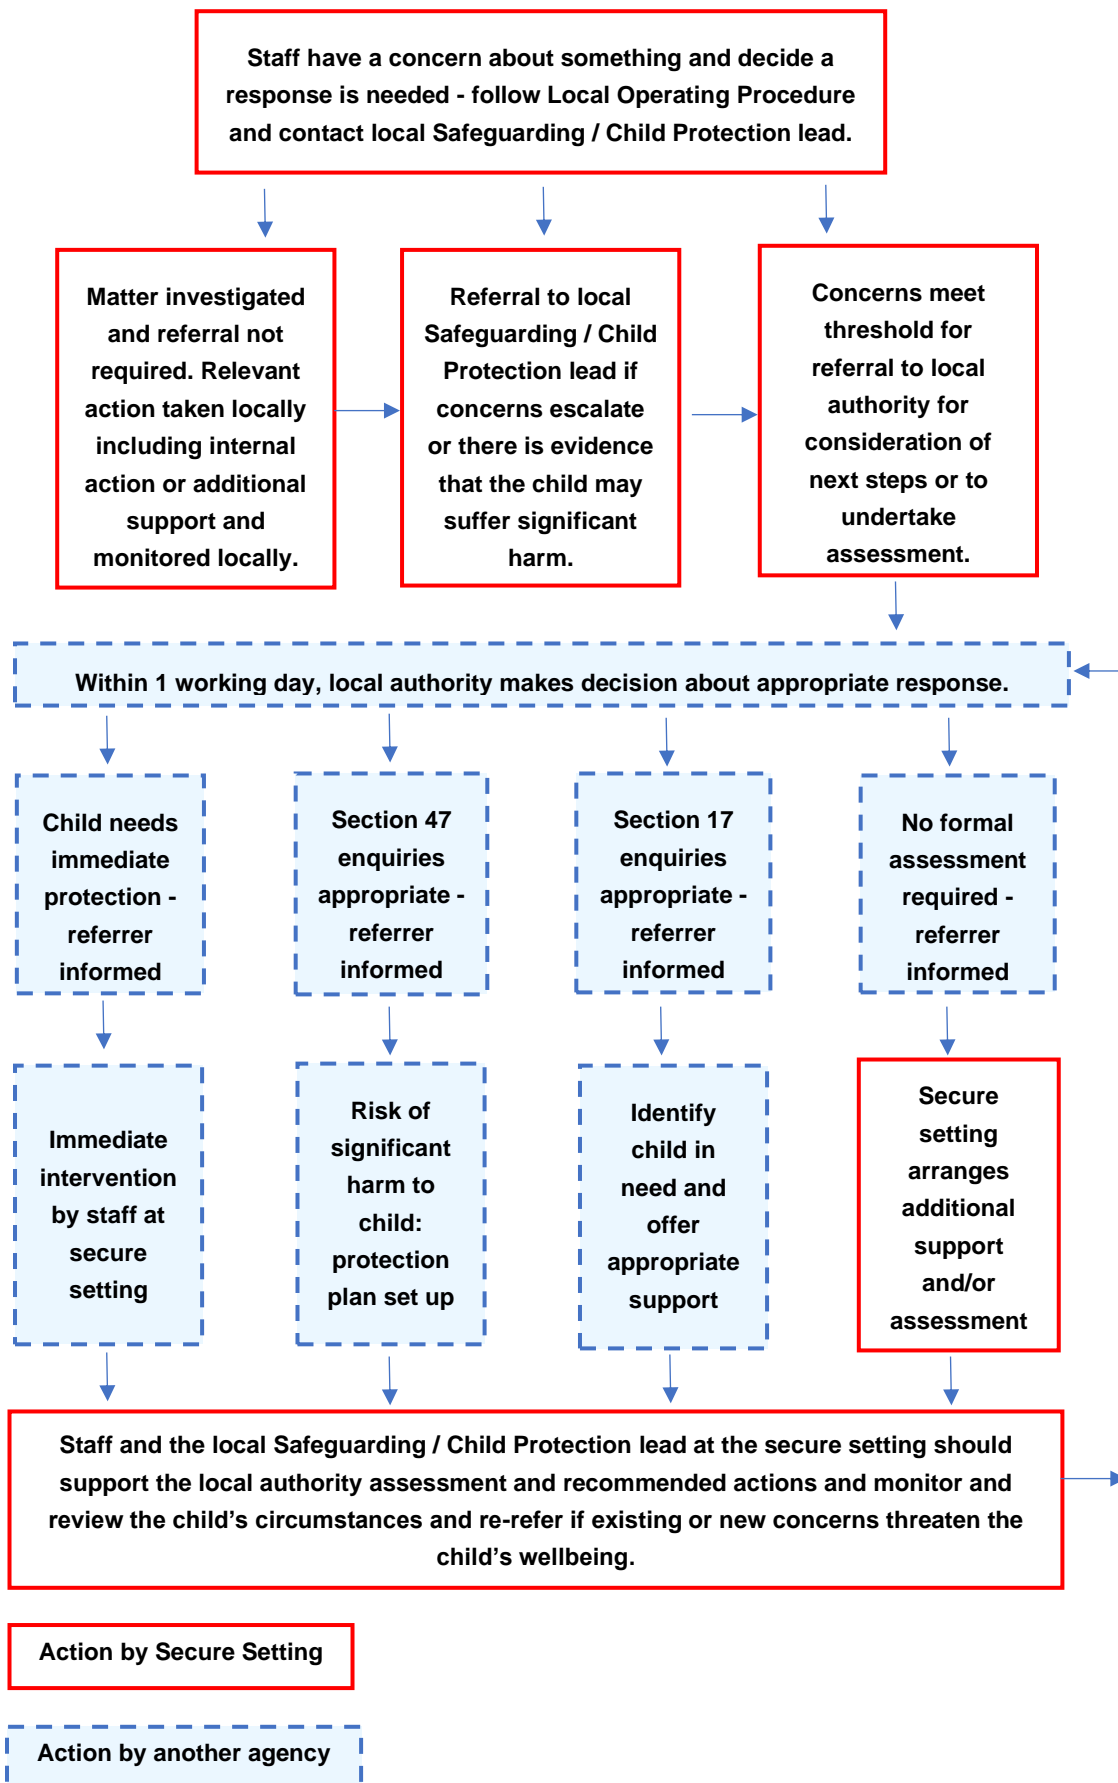 Staff have a concern about something and decide a
response is needed - follow Local Operating Procedure
and contact local Safeguarding / Child Protection lead.
Matter investigated
and referral not
required. Relevant
action taken locally
including internal
action or additional
support and
monitored locally.
Referral to local
Safeguarding / Child
Protection lead if
concerns escalate
or there is evidence
that the child may
suffer significant
harm.
Concerns meet
threshold for
referral to local
authority for
consideration of
next steps or to
undertake
assessment.
Within 1 working day, local authority makes decision about appropriate response.
Child needs
immediate
protection -
referrer
informed
Section 47
enquiries
appropriate -
referrer
informed
Section 17
enquiries
appropriate -
referrer
informed
No formal
assessment
required -
referrer
informed
Immediate
intervention
by staff at
secure
setting
Risk of
significant
harm to
child:
protection
plan set up
Identify
child in
need and
offer
appropriate
support
Secure
setting
arranges
additional
support
and/or
assessment
Staff and the local Safeguarding / Child Protection lead at the secure setting should
support the local authority assessment and recommended actions and monitor and
review the child’s circumstances and re-refer if existing or new concerns threaten the
child’s wellbeing.
Action by Secure Setting
Action by another agency